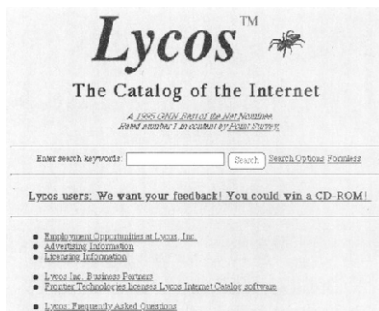 Lycos™
The Catalog of the Internet
A 1995 GNN Best of the Net Nominee
Rated number 1 in content by Point Survey
Enter search keywords: Search Search Options Formless
Lycos users: We want your feedback! You could win a CD-ROM!
Employment Opportunities at Lycos, Inc.
Advertising Information
Licensing Information
Lycos Inc. Business Partners
Frontier Technologies licenses Lycos Internet Catalog software
Lycos Frequently Asked Questions